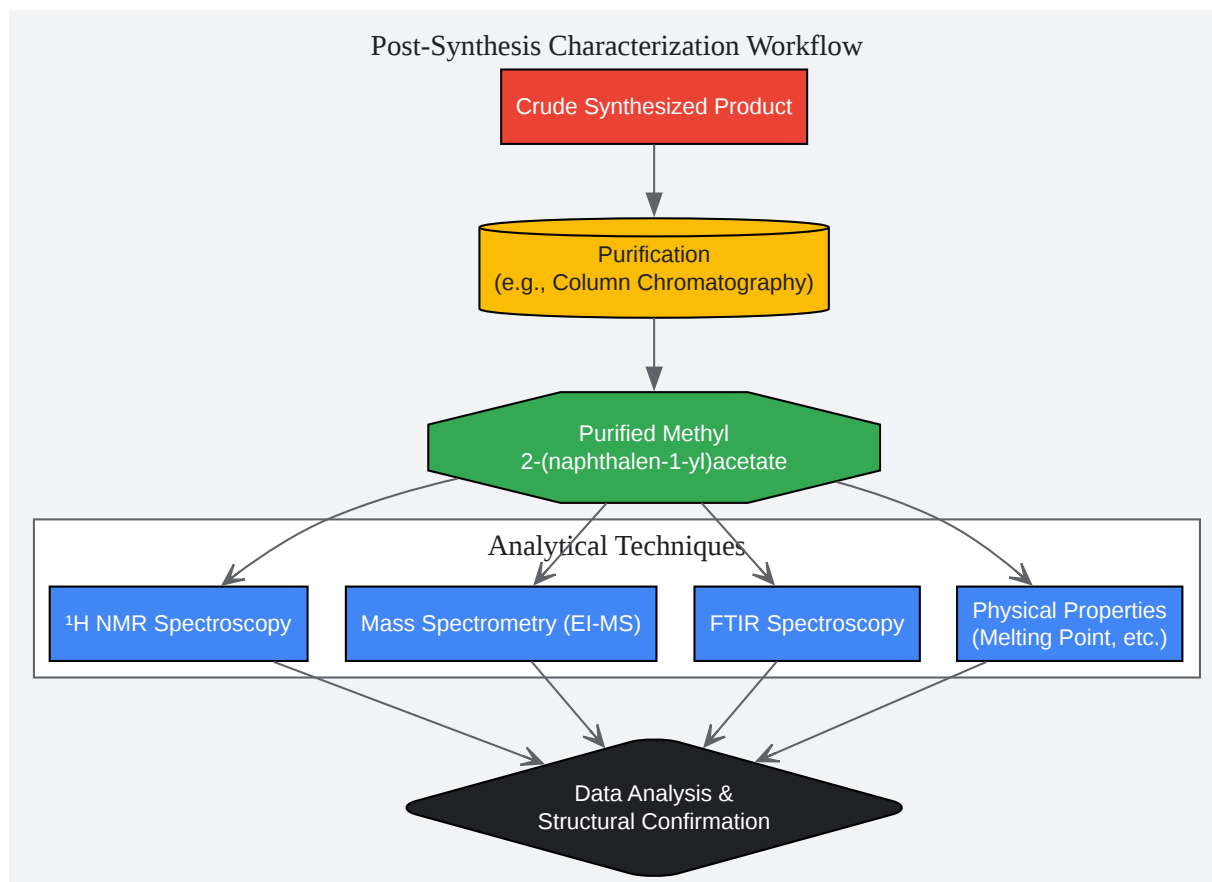 Post-Synthesis Characterization Workflow
Crude Synthesized Product
Purification
(e.g., Column Chromatography)
Purified Methyl
2-(naphthalen-1-yl)acetate
Analytical Techniques
¹H NMR Spectroscopy
Mass Spectrometry (EI-MS)
FTIR Spectroscopy
Physical Properties
(Melting Point, etc.)
Data Analysis &
Structural Confirmation